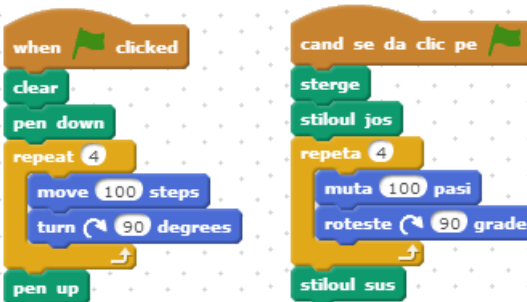 when clicked
clear
pen down
repeat 4
move 100 steps
turn 90 degrees
pen up
cand se da clic pe
sterge
stiloul jos
repeta 4
muta 100 pasi
roteste 90 grade
stiloul sus